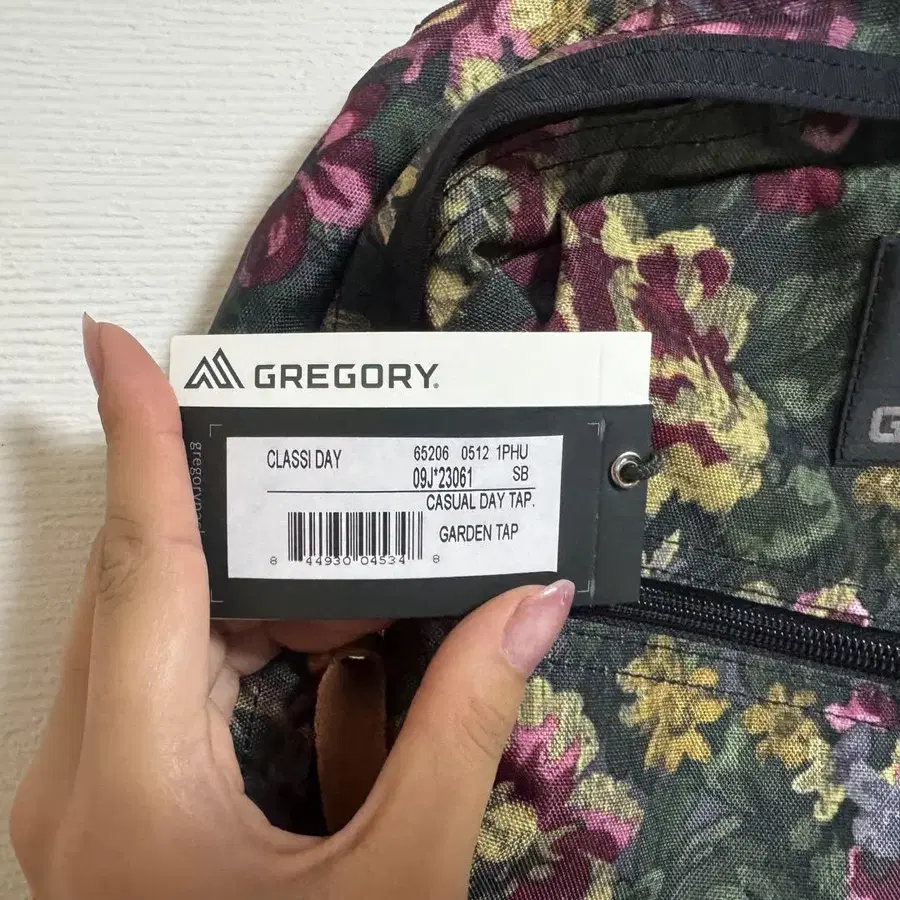 GREGORY.
CLASSI DAY 65206 0512 1PHU
09J*23061 SB
CASUAL DAY TAP.
GARDEN TAP
8 44930 04534 8
G